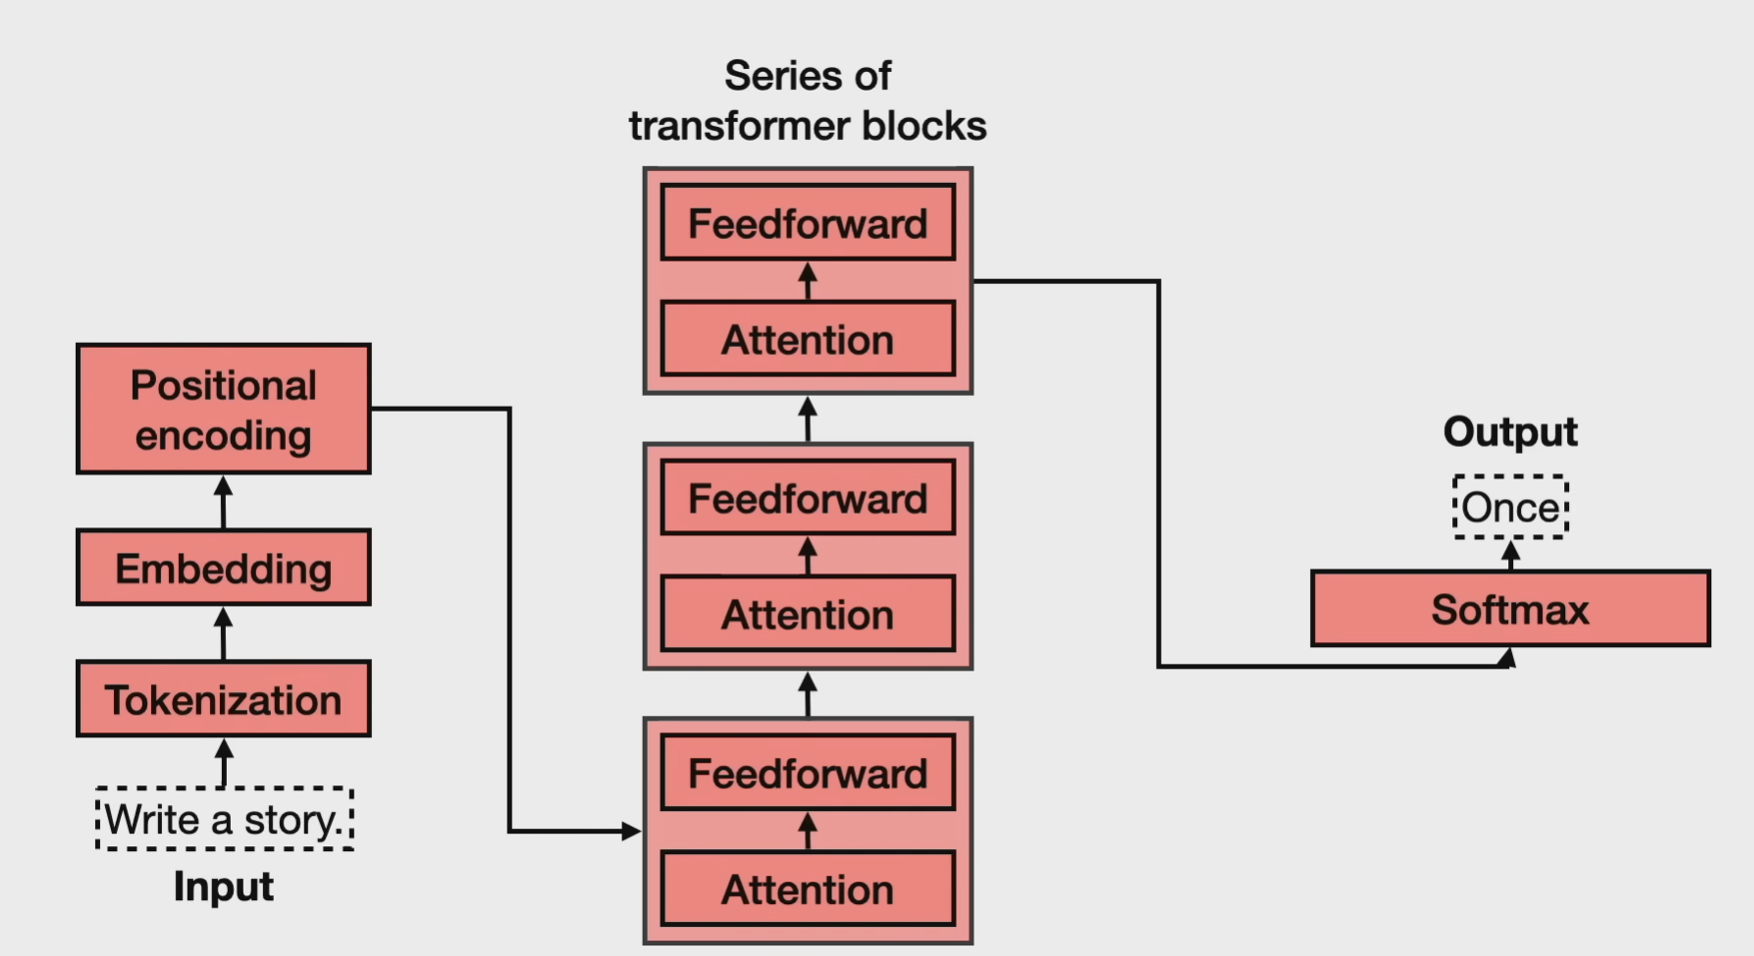 Series of
transformer blocks
Feedforward
Attention
Positional
encoding
Feedforward
Attention
Embedding
Tokenization
Write a story.
Input
Feedforward
Attention
Output
Once
Softmax